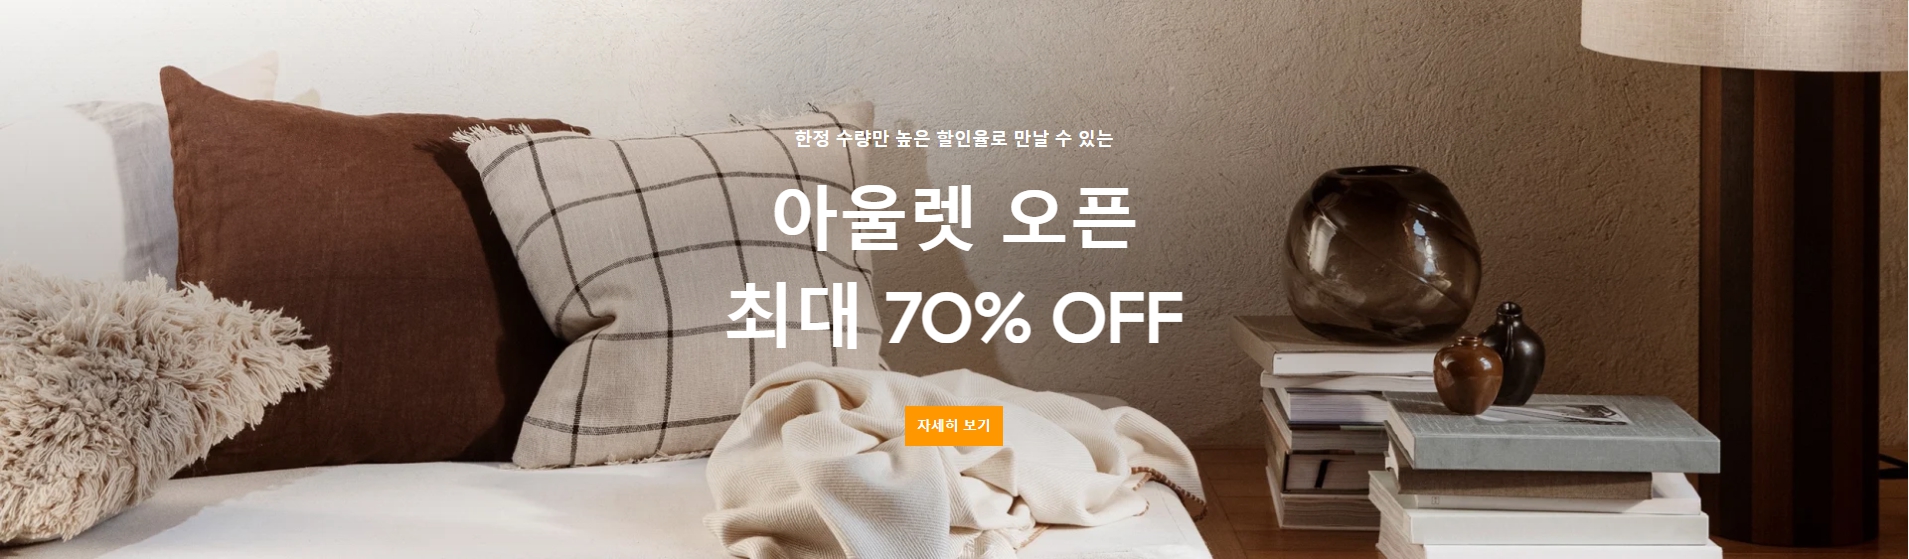 한정 수량만 높은 할인율로 만날 수 있는
아울렛 오픈
최대 70% OFF
자세히 보기